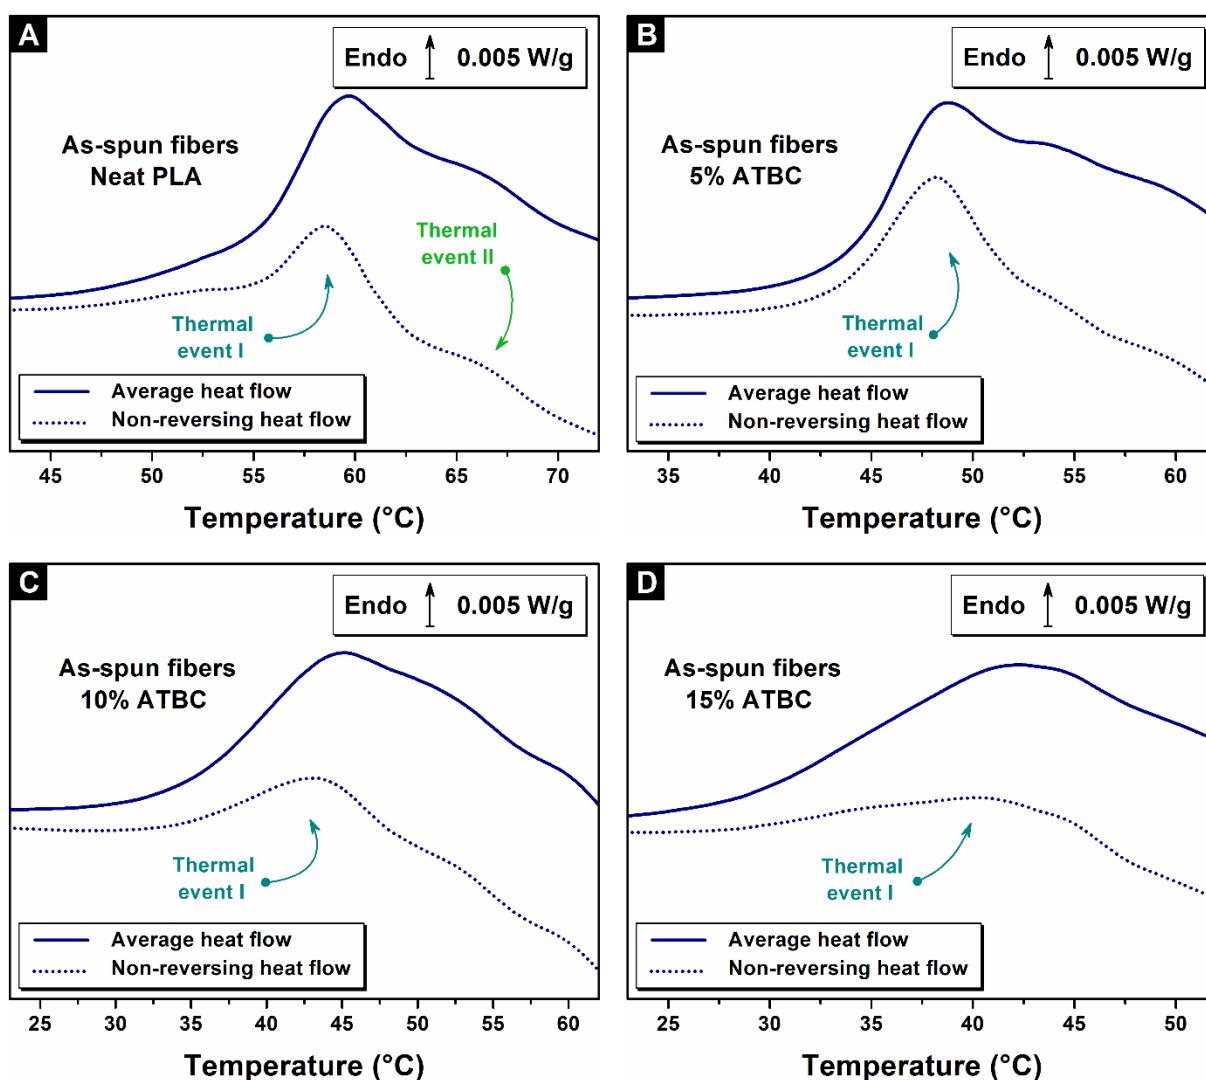 A
Endo 0.005 W/g
As-spun fibers
Neat PLA
Thermal
event II
Thermal
event I
Average heat flow
Non-reversing heat flow
45 50 55 60 65 70
Temperature (°C)
B
Endo 0.005 W/g
As-spun fibers
5% ATBC
Thermal
event I
Average heat flow
Non-reversing heat flow
35 40 45 50 55 60
Temperature (°C)
C
Endo 0.005 W/g
As-spun fibers
10% ATBC
Thermal
event I
Average heat flow
Non-reversing heat flow
25 30 35 40 45 50 55 60
Temperature (°C)
D
Endo 0.005 W/g
As-spun fibers
15% ATBC
Thermal
event I
Average heat flow
Non-reversing heat flow
25 30 35 40 45 50
Temperature (°C)